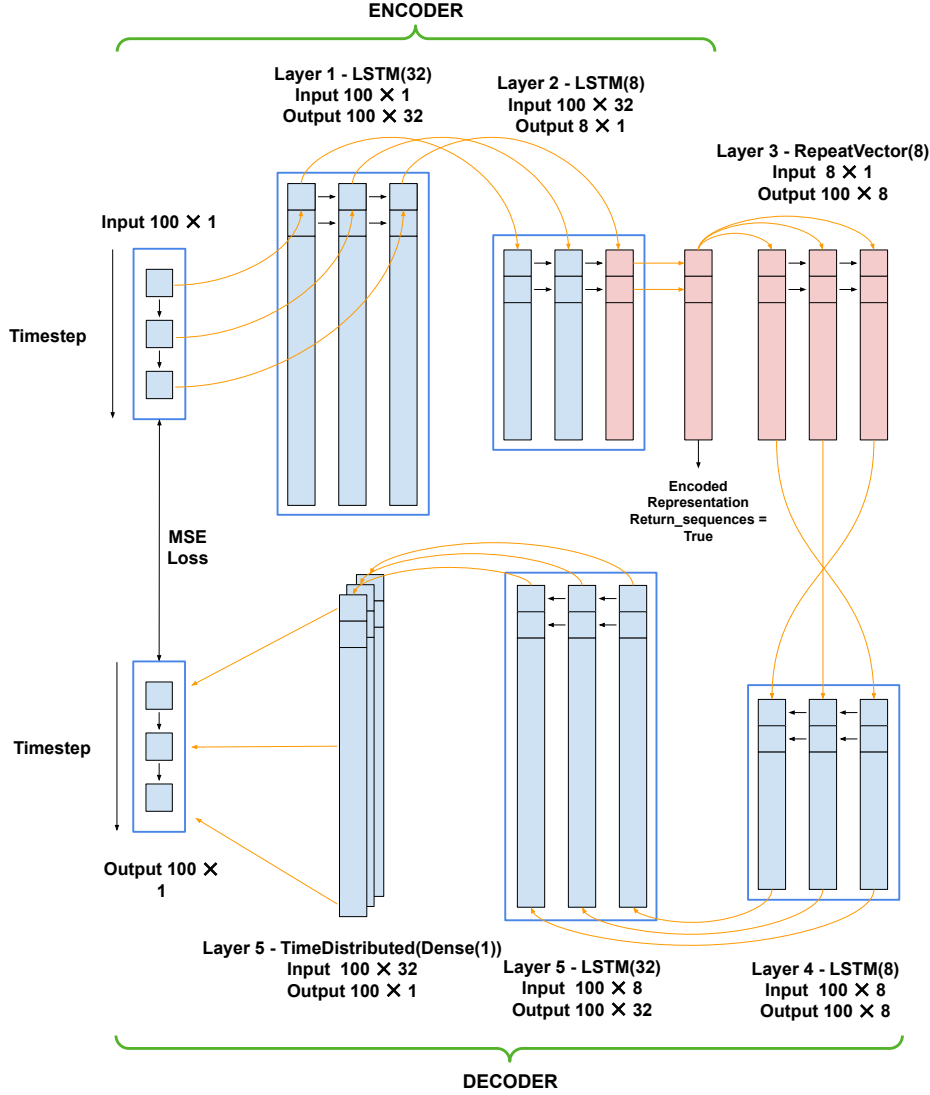 ENCODER
Layer 1 - LSTM(32)
Input 100 × 1
Output 100 × 32
Layer 2 - LSTM(8)
Input 100 × 32
Output 8 × 1
Layer 3 - RepeatVector(8)
Input 8 × 1
Output 100 × 8
Input 100 × 1
Timestep
Encoded
Representation
Return_sequences =
True
MSE
Loss
Timestep
Output 100 ×
1
Layer 5 - TimeDistributed(Dense(1))
Input 100 × 32
Output 100 × 1
Layer 5 - LSTM(32)
Input 100 × 8
Output 100 × 32
Layer 4 - LSTM(8)
Input 100 × 8
Output 100 × 8
DECODER